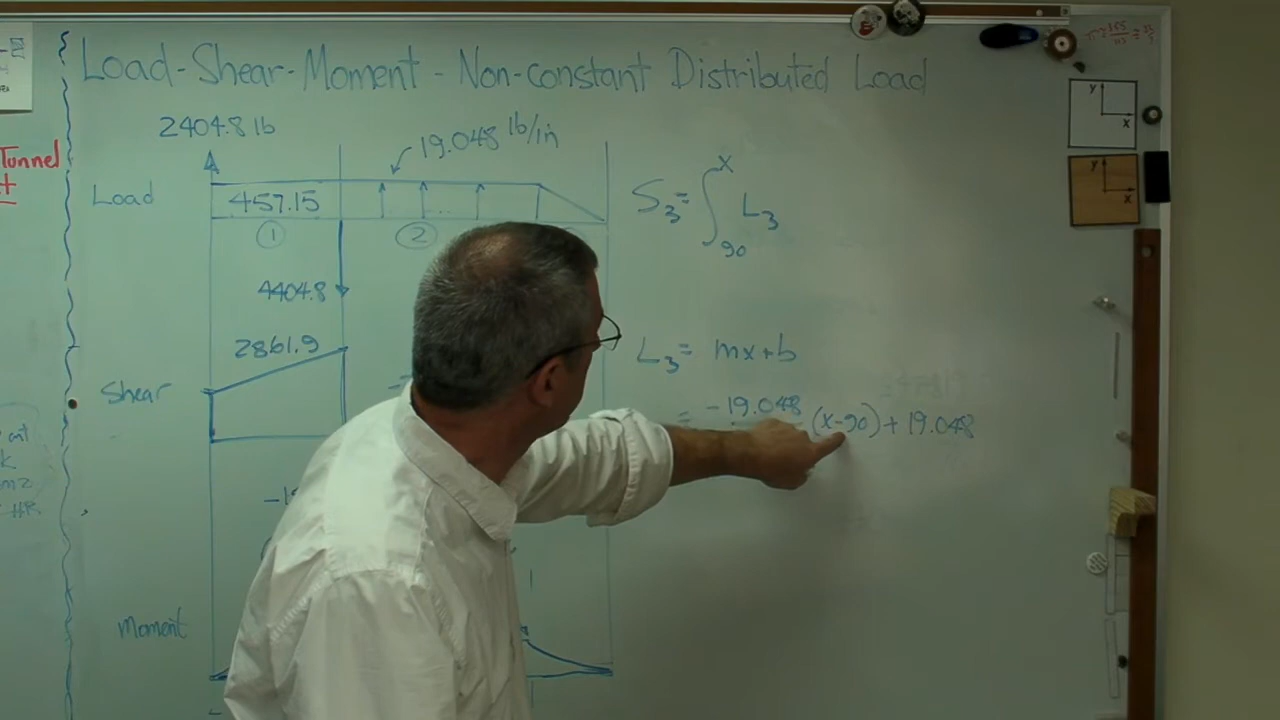 Load-Shear-Moment - Non-constant Distributed Load
Tunnel
2404.8 lb
19.048 lb/in
Load
457.15
...
①
②
4404.8
2861.9
Shear
Moment
S₃ = ∫₉₀ˣ L₃
L₃ = mx+b
= -19.048 (x-90) + 19.048
y
x
y
x